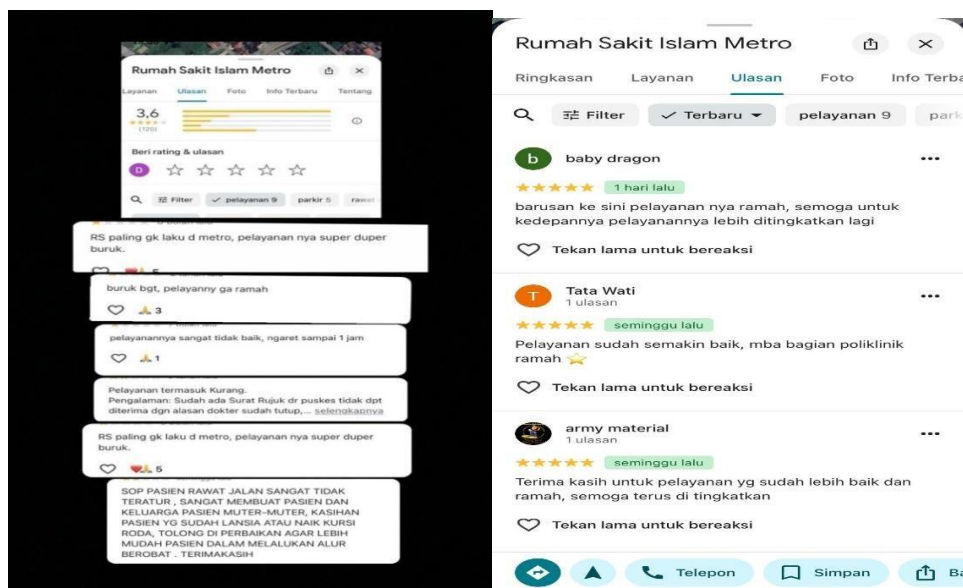 Rumah Sakit Islam Metro
Layanan Ulasan Foto Info Terbaru Tentang
3,6
(120)
Beri rating & ulasan
D
Filter pelayanan 9 parkir 5 rawat
RS paling gk laku d metro, pelayanan nya super duper
buruk.
5
buruk bgt, pelayanny ga ramah
3
pelayanannya sangat tidak baik, ngaret sampai 1 jam
1
Pelayanan termasuk Kurang.
Pengalaman: Sudah ada Surat Rujuk dr puskes tidak dpt
diterima dgn alasan dokter sudah tutup,... selengkapnya
RS paling gk laku d metro, pelayanan nya super duper
buruk.
5
SOP PASIEN RAWAT JALAN SANGAT TIDAK
TERATUR , SANGAT MEMBUAT PASIEN DAN
KELUARGA PASIEN MUTER-MUTER, KASIHAN
PASIEN YG SUDAH LANSIA ATAU NAIK KURSI
RODA, TOLONG DI PERBAIKAN AGAR LEBIH
MUDAH PASIEN DALAM MELALUKAN ALUR
BEROBAT . TERIMAKASIH
Rumah Sakit Islam Metro
Ringkasan Layanan Ulasan Foto Info Terba
Filter Terbaru pelayanan 9 park
b baby dragon
1 hari lalu
barusan ke sini pelayanan nya ramah, semoga untuk
kedepannya pelayanannya lebih ditingkatkan lagi
Tekan lama untuk bereaksi
T Tata Wati
1 ulasan
seminggu lalu
Pelayanan sudah semakin baik, mba bagian poliklinik
ramah ⭐
Tekan lama untuk bereaksi
army material
1 ulasan
seminggu lalu
Terima kasih untuk pelayanan yg sudah lebih baik dan
ramah, semoga terus di tingkatkan
Tekan lama untuk bereaksi
Telepon Simpan Ba